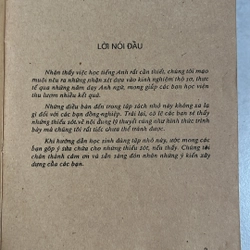 LỜI NÓI ĐẦU
Nhận thấy việc học tiếng Anh rất cần thiết, chúng tôi mạo
muội nêu ra những nhận xét dựa vào kinh nghiệm thô sơ, thực tế
qua những năm dạy Anh ngữ, mong giúp các bạn học viên
thu lượm nhiều kết quả.
Những điều bàn đến trong tập sách nhỏ này không xa lạ
gì đối với các bạn đồng nghiệp. Trái lại, có lẽ các bạn sẽ thấy
những thiếu sót về nội dung lý thuyết cũng như hình thức trình
bày mà chúng tôi rất tiếc chưa thể tránh được.
Khi hướng dẫn học sinh dùng tập nhỏ này, ước mong các
bạn góp ý sửa chữa cho những thiếu sót, nếu thấy. Chúng tôi
chân thành cám ơn và sẵn sàng đón nhận những ý kiến xây
dựng của các bạn.